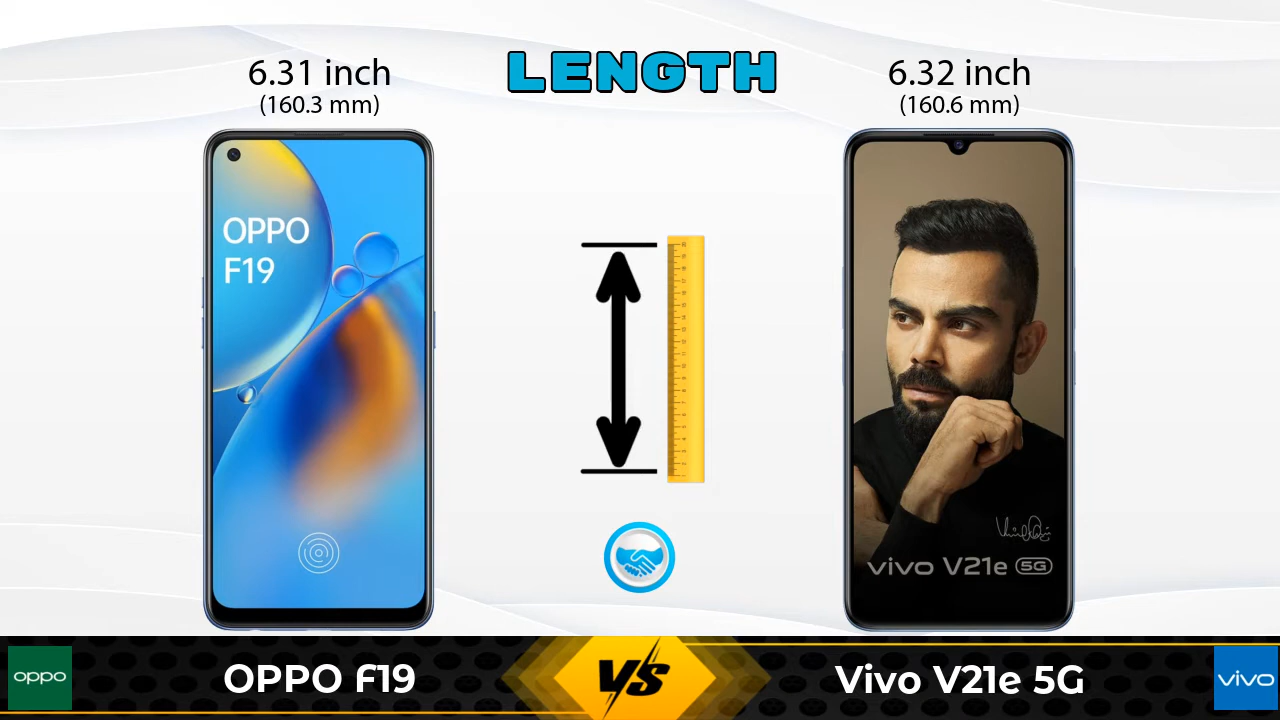 LENGTH
6.31 inch
(160.3 mm)
6.32 inch
(160.6 mm)
OPPO
F19
vivo V21e 5G
oppo
OPPO F19
VS
Vivo V21e 5G
vivo